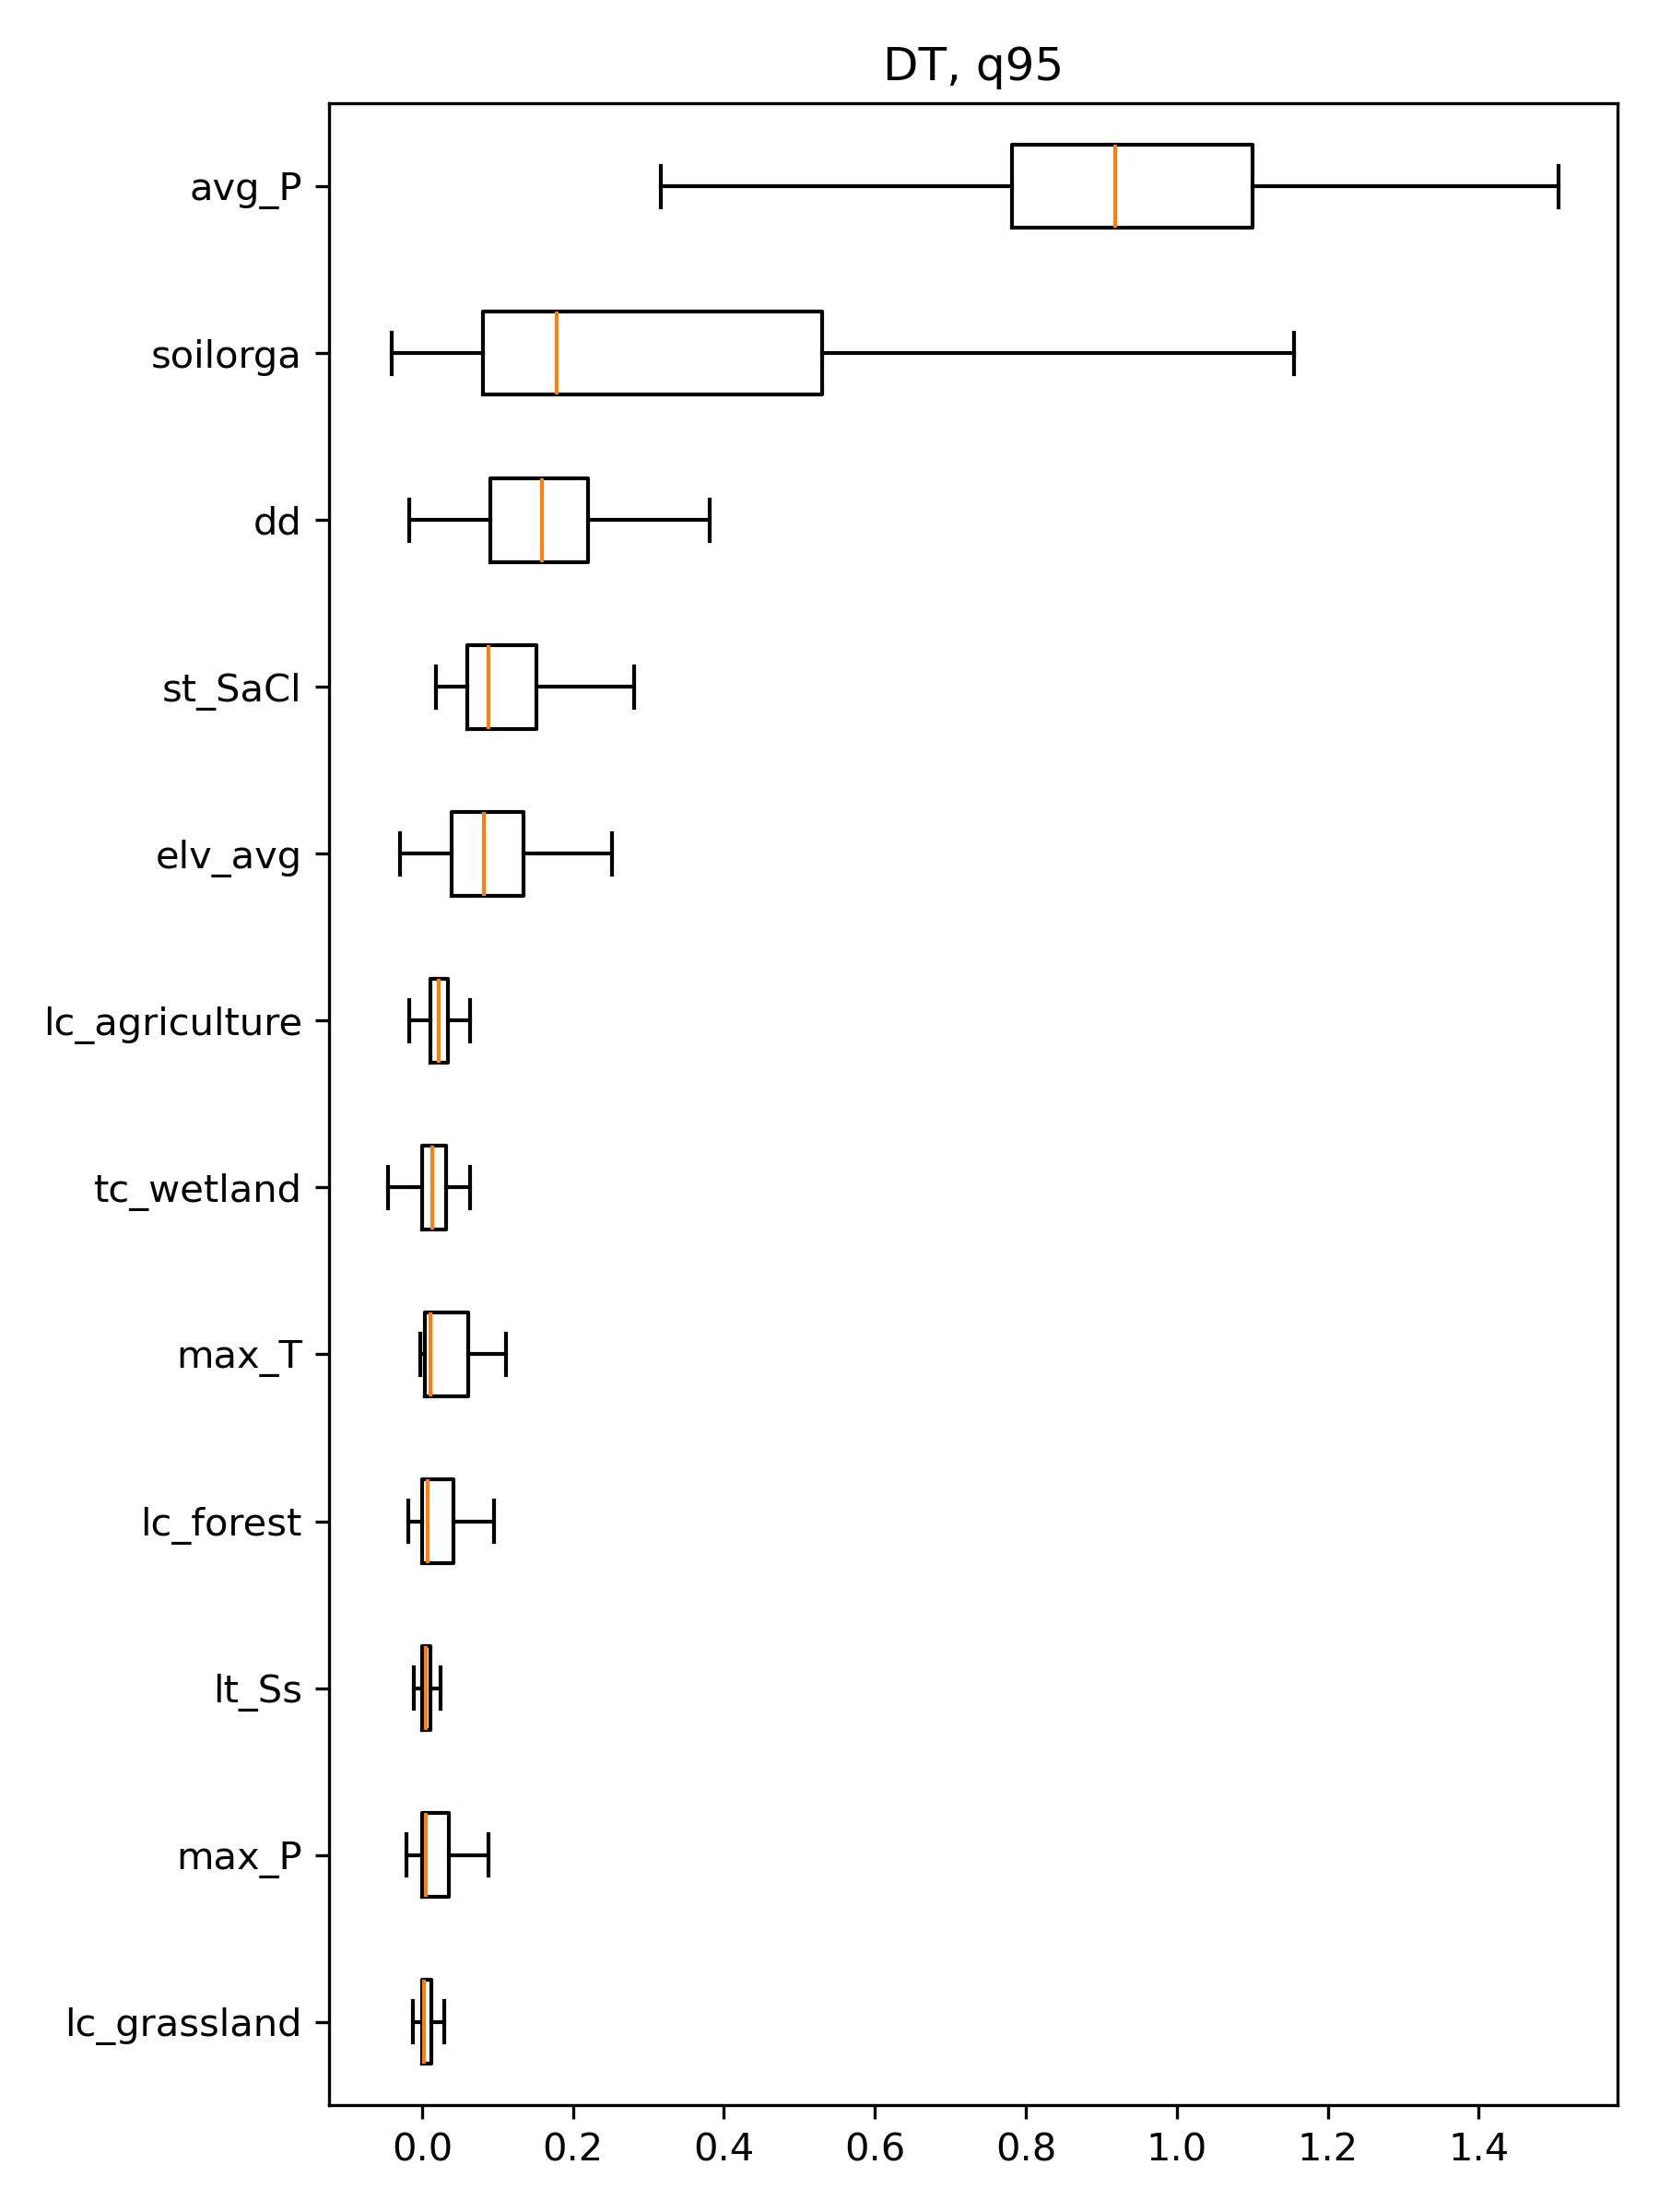 DT, q95
avg_P
soilorga
dd
st_SaCl
elv_avg
lc_agriculture
tc_wetland
max_T
lc_forest
lt_Ss
max_P
lc_grassland
0.0 0.2 0.4 0.6 0.8 1.0 1.2 1.4